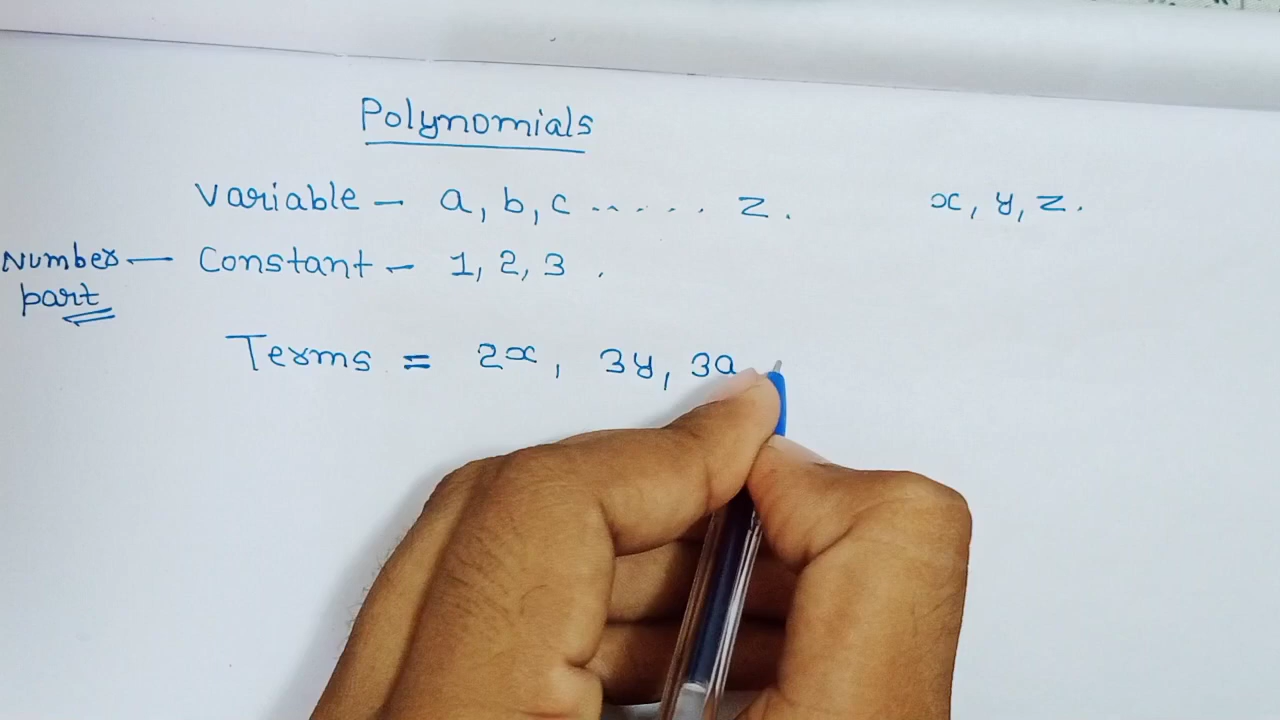 Polynomials
Variable - a, b, c ...... z.    x, y, z.
Number - Constant - 1, 2, 3 .
part
Terms = 2x, 3y, 3a